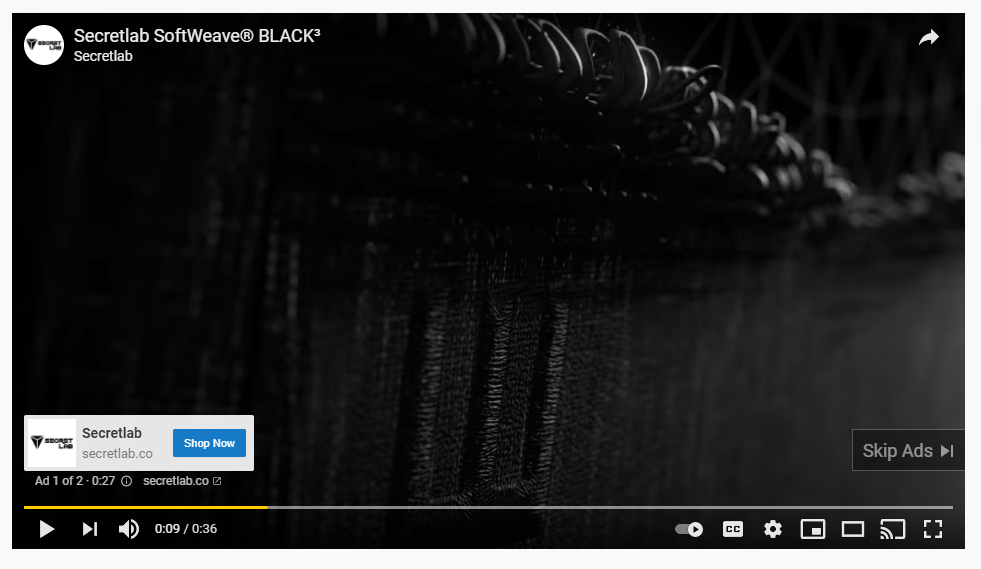 SECRET LAB
Secretlab SoftWeave® BLACK³
Secretlab
SECRET LAB
Secretlab
secretlab.co
Shop Now
Skip Ads
Ad 1 of 2 · 0:27
secretlab.co
0:09 / 0:36
CC